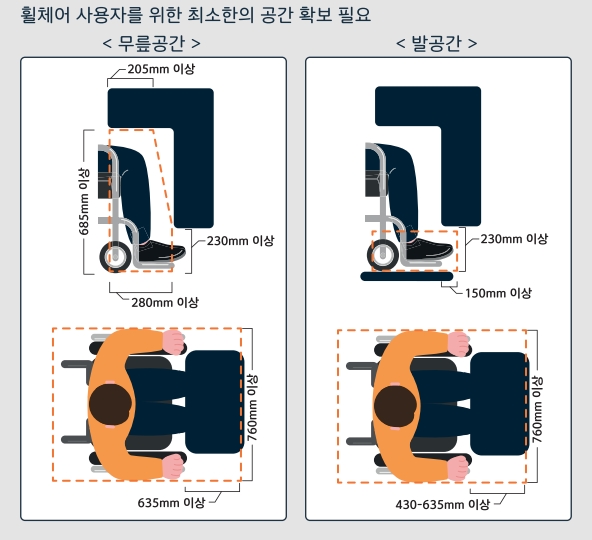 휠체어 사용자를 위한 최소한의 공간 확보 필요
< 무릎공간 >
205mm 이상
685mm 이상
230mm 이상
280mm 이상
760mm 이상
635mm 이상
< 발공간 >
230mm 이상
150mm 이상
760mm 이상
430-635mm 이상